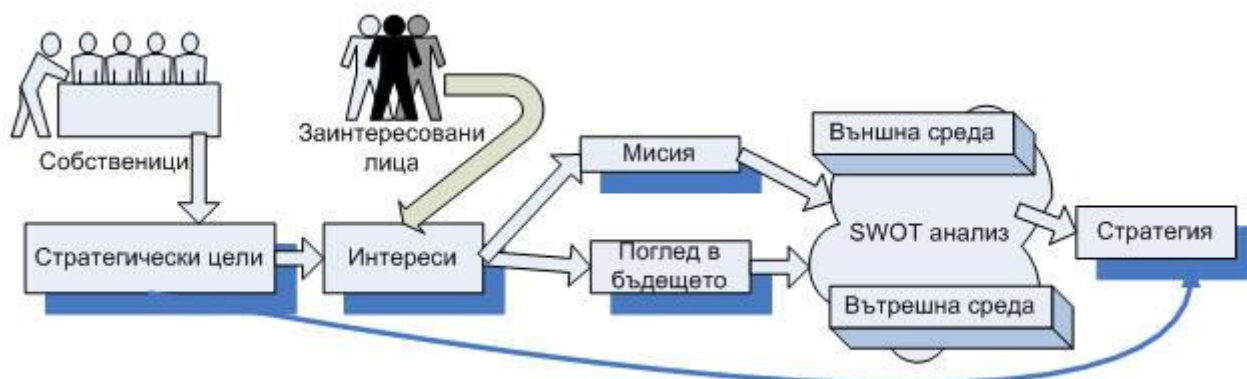 Собственици
Заинтересовани
лица
Стратегически цели
Интереси
Мисия
Поглед в
бъдещето
Външна среда
SWOT анализ
Вътрешна среда
Стратегия